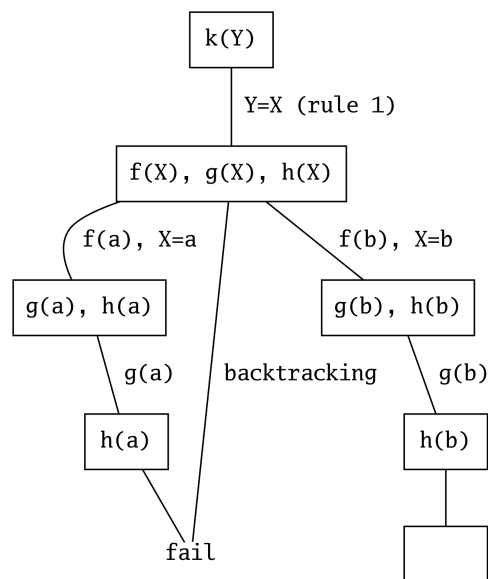 k(Y)
Y=X (rule 1)
f(X), g(X), h(X)
f(a), X=a
f(b), X=b
g(a), h(a)
g(b), h(b)
g(a)
backtracking
g(b)
h(a)
h(b)
fail